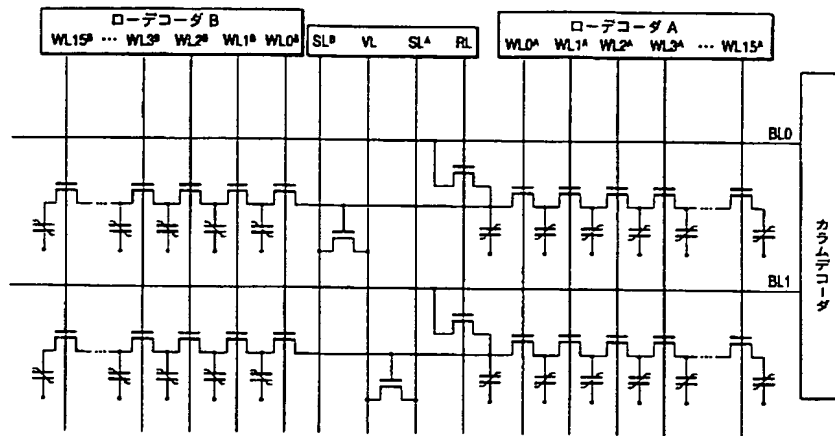 ローデコーダ B
WL15ᴮ … WL3ᴮ WL2ᴮ WL1ᴮ WL0ᴮ
SLᴮ VL SLᴬ RL
ローデコーダ A
WL0ᴬ WL1ᴬ WL2ᴬ WL3ᴬ … WL15ᴬ
BL0
BL1
カラムデコーダ